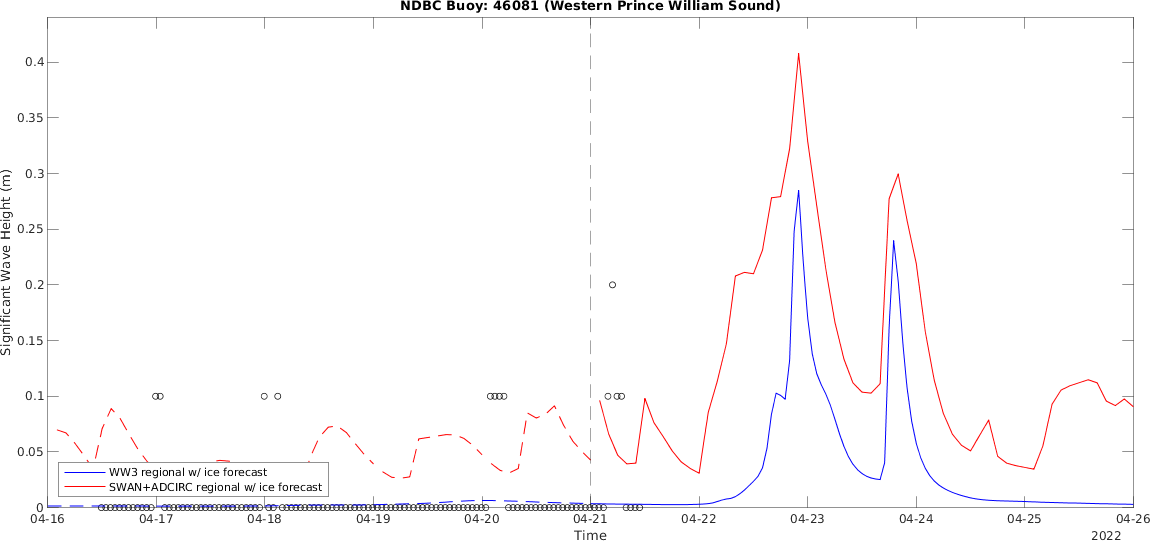 NDBC Buoy: 46081 (Western Prince William Sound)
Significant Wave Height (m)
0.4
0.35
0.3
0.25
0.2
0.15
0.1
0.05
0
WW3 regional w/ ice forecast
SWAN+ADCIRC regional w/ ice forecast
04-16 04-17 04-18 04-19 04-20 04-21 04-22 04-23 04-24 04-25 04-26
Time
2022